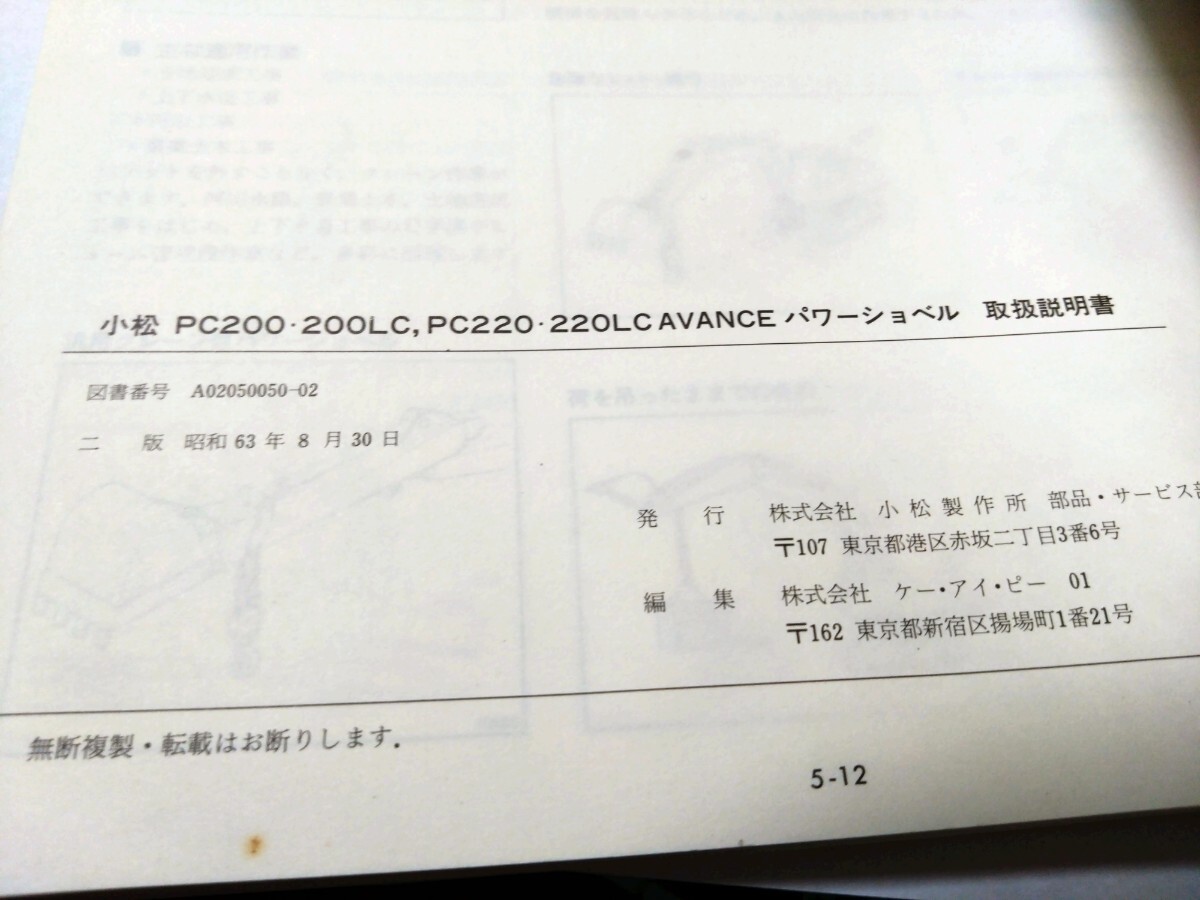 小松 PC200・200LC, PC220・220LC AVANCE パワーショベル 取扱説明書
図書番号 A02050050-02
二 版 昭和63年 8月30日
発 行 株式会社 小松製作所 部品・サービス部
〒107 東京都港区赤坂二丁目3番6号
編 集 株式会社 ケー・アイ・ピー 01
〒162 東京都新宿区揚場町1番21号
無断複製・転載はお断りします.
5-12